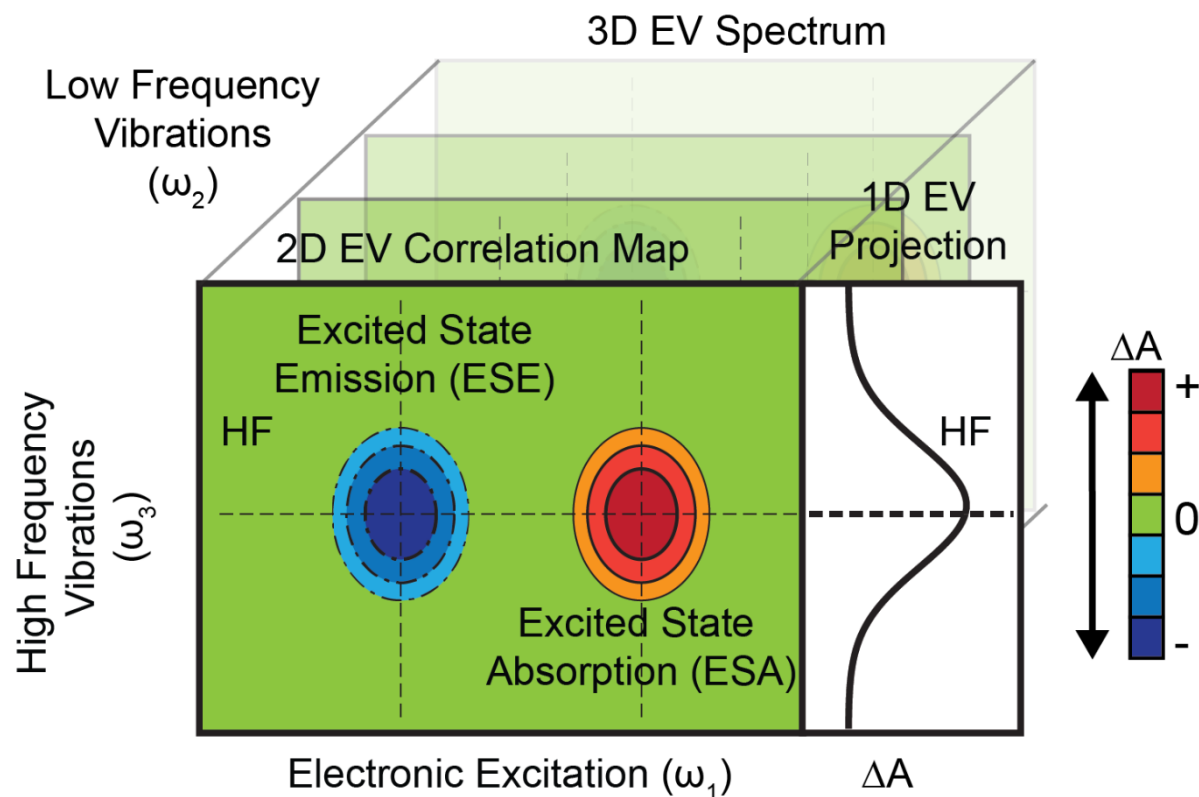 3D EV Spectrum
Low Frequency
Vibrations
(ω₂)
1D EV
Projection
2D EV Correlation Map
Excited State
Emission (ESE)
HF
HF
Excited State
Absorption (ESA)
High Frequency
Vibrations
(ω₃)
Electronic Excitation (ω₁)
ΔA
ΔA
+
0
-